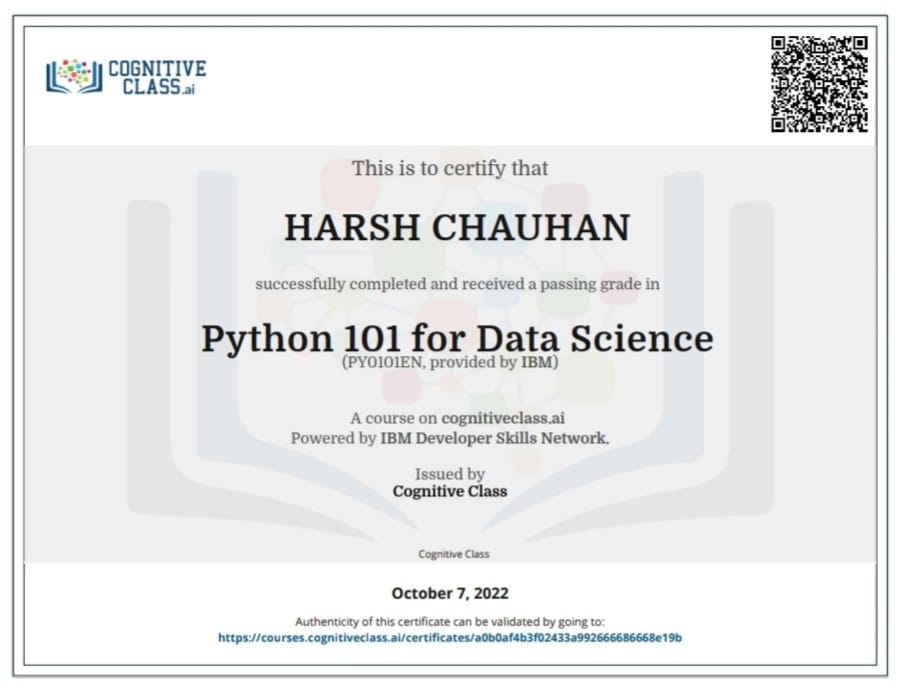 COGNITIVE
CLASS.ai
This is to certify that
HARSH CHAUHAN
successfully completed and received a passing grade in
Python 101 for Data Science
(PY0101EN, provided by IBM)
A course on cognitiveclass.ai
Powered by IBM Developer Skills Network.
Issued by
Cognitive Class
Cognitive Class
October 7, 2022
Authenticity of this certificate can be validated by going to:
https://courses.cognitiveclass.ai/certificates/a0b0af4b3f02433a992666686668e19b